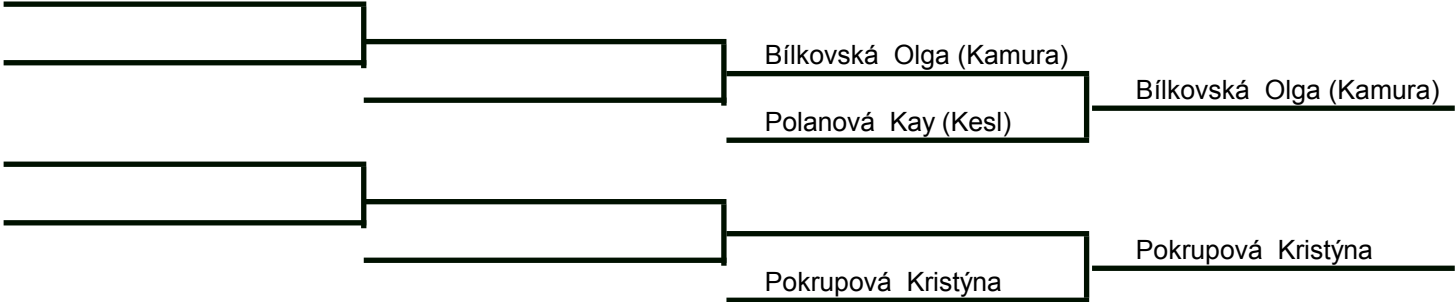 Bílkovská Olga (Kamura)
Bílkovská Olga (Kamura)
Polanová Kay (Kesl)
Pokrupová Kristýna
Pokrupová Kristýna